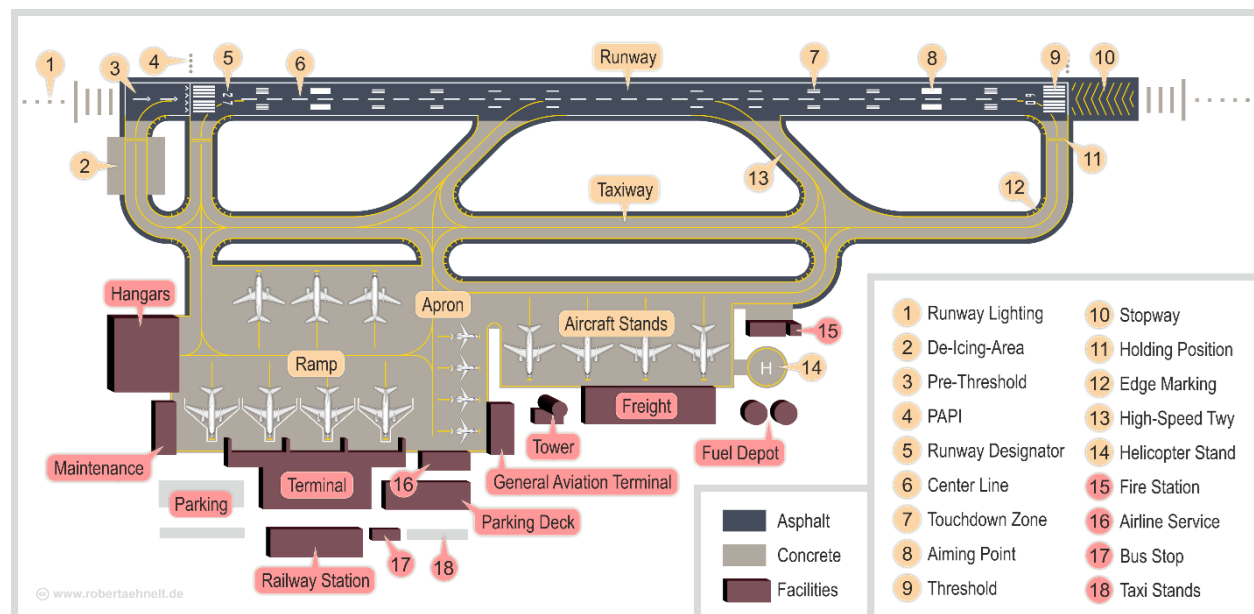 1
2
3
4
5
6
Runway
7
8
9
10
27
09
11
12
13
Taxiway
Hangars
Apron
Aircraft Stands
Ramp
15
H
14
Freight
Tower
Fuel Depot
Maintenance
Terminal
16
General Aviation Terminal
Parking
Parking Deck
Railway Station
17
18
Asphalt
Concrete
Facilities
1 Runway Lighting
2 De-Icing-Area
3 Pre-Threshold
4 PAPI
5 Runway Designator
6 Center Line
7 Touchdown Zone
8 Aiming Point
9 Threshold
10 Stopway
11 Holding Position
12 Edge Marking
13 High-Speed Twy
14 Helicopter Stand
15 Fire Station
16 Airline Service
17 Bus Stop
18 Taxi Stands
cc www.robertaehnelt.de